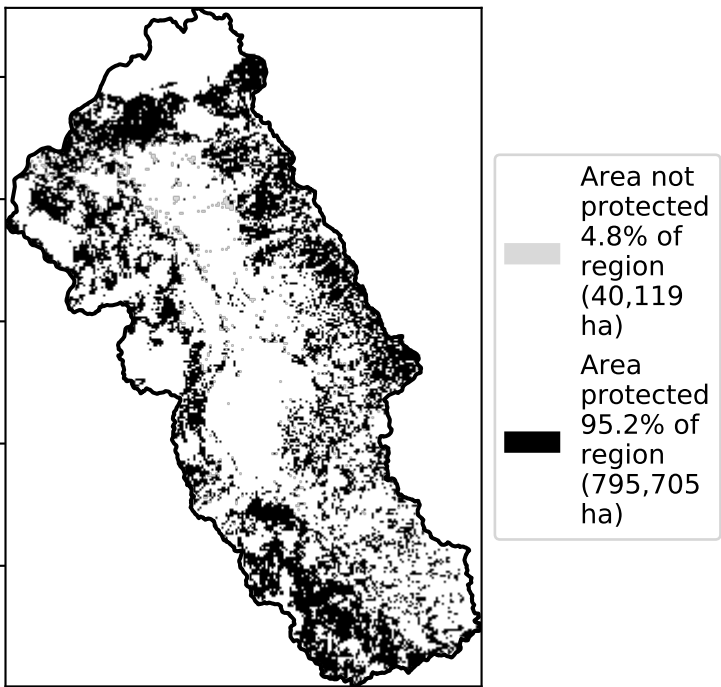 Area not
protected
4.8% of
region
(40,119
ha)
Area
protected
95.2% of
region
(795,705
ha)